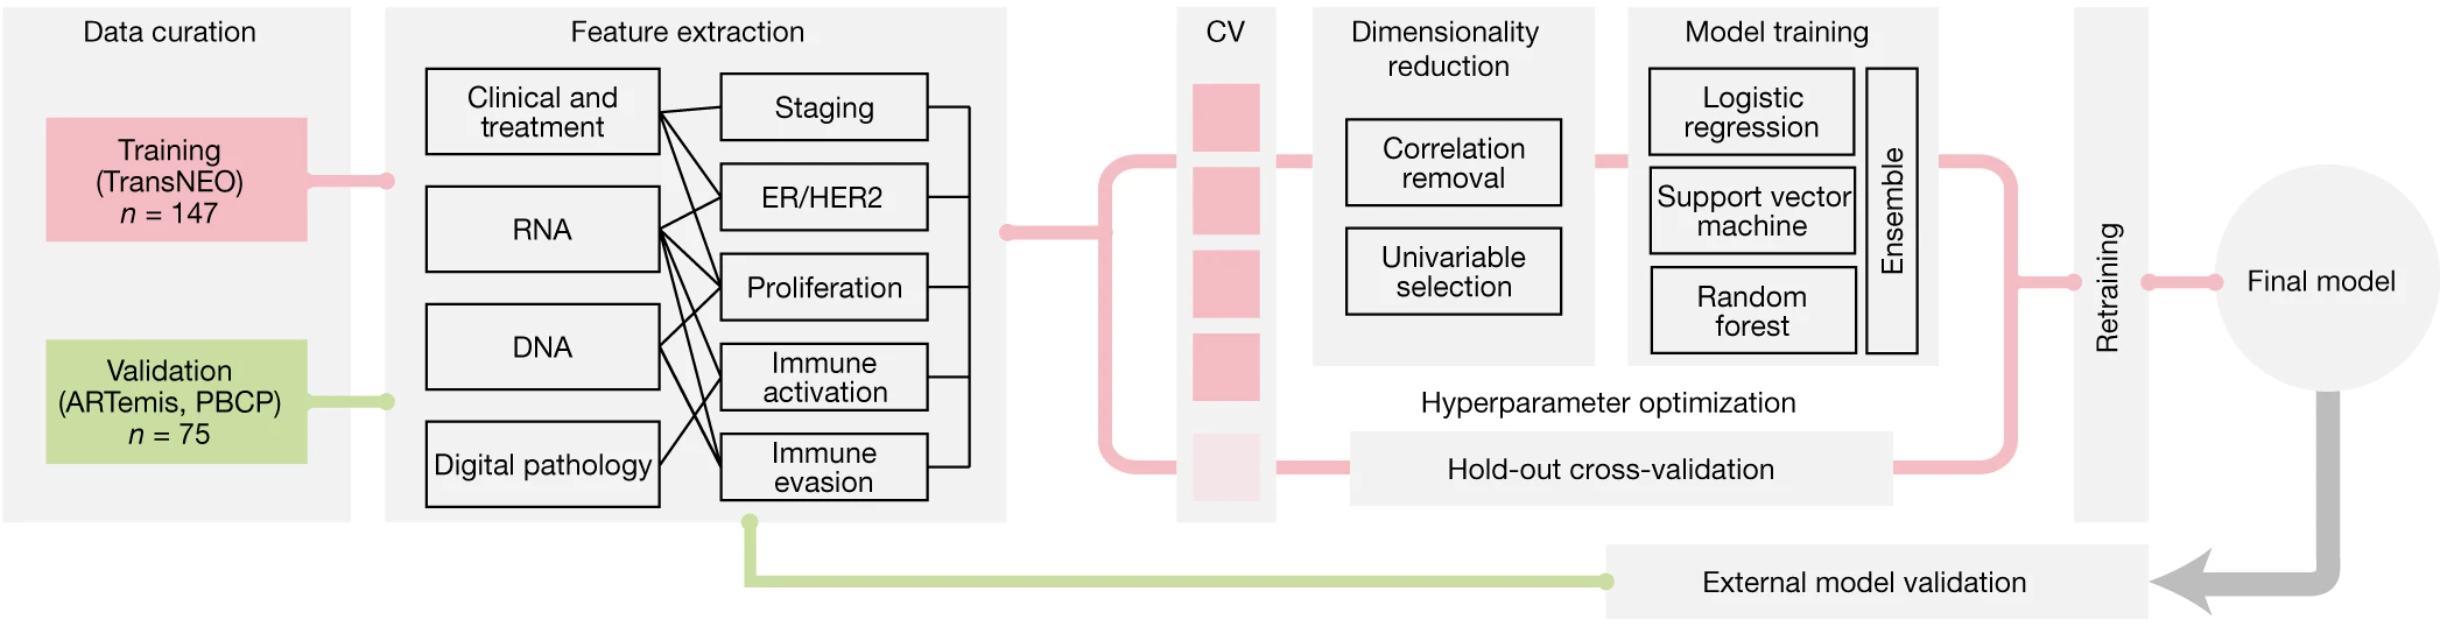 Data curation
Training
(TransNEO)
n = 147
Validation
(ARTemis, PBCP)
n = 75
Feature extraction
Clinical and
treatment
RNA
DNA
Digital pathology
Staging
ER/HER2
Proliferation
Immune
activation
Immune
evasion
CV
Dimensionality
reduction
Correlation
removal
Univariable
selection
Model training
Logistic
regression
Support vector
machine
Random
forest
Ensemble
Hyperparameter optimization
Hold-out cross-validation
Retraining
Final model
External model validation